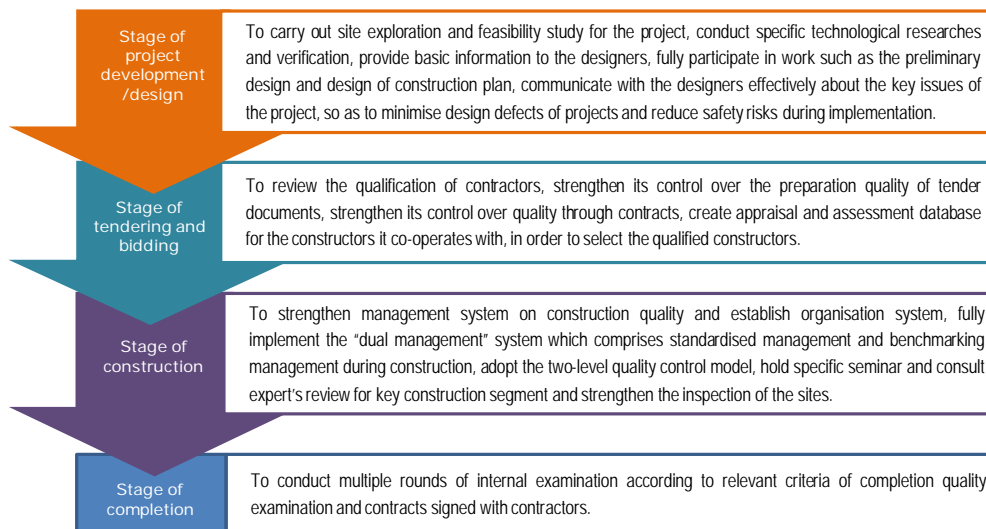 Stage of
project
development
/design
To carry out site exploration and feasibility study for the project, conduct specific technological researches
and verification, provide basic information to the designers, fully participate in work such as the preliminary
design and design of construction plan, communicate with the designers effectively about the key issues of
the project, so as to minimise design defects of projects and reduce safety risks during implementation.
Stage of
tendering and
bidding
To review the qualification of contractors, strengthen its control over the preparation quality of tender
documents, strengthen its control over quality through contracts, create appraisal and assessment database
for the constructors it co-operates with, in order to select the qualified constructors.
Stage of
construction
To strengthen management system on construction quality and establish organisation system, fully
implement the “dual management” system which comprises standardised management and benchmarking
management during construction, adopt the two-level quality control model, hold specific seminar and consult
expert’s review for key construction segment and strengthen the inspection of the sites.
Stage of
completion
To conduct multiple rounds of internal examination according to relevant criteria of completion quality
examination and contracts signed with contractors.